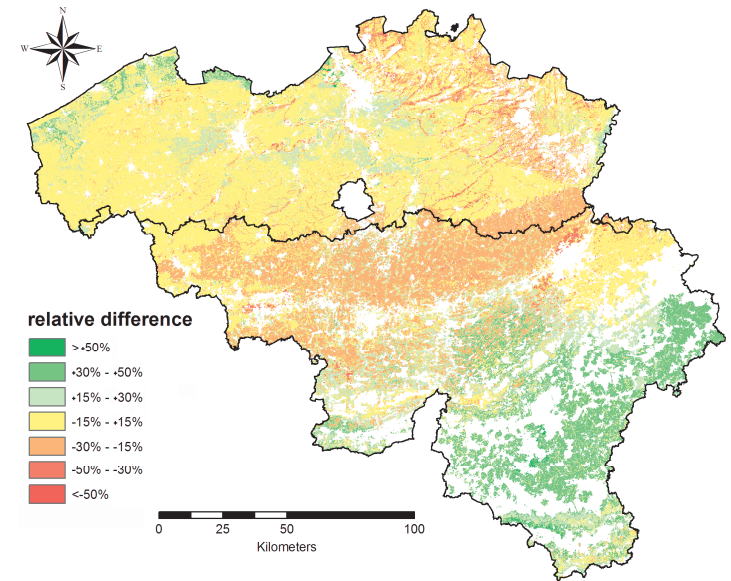 N
W E
S
relative difference
>+50%
+30% - +50%
+15% - +30%
-15% - +15%
-30% - -15%
-50% - -30%
<-50%
0 25 50 100
Kilometers